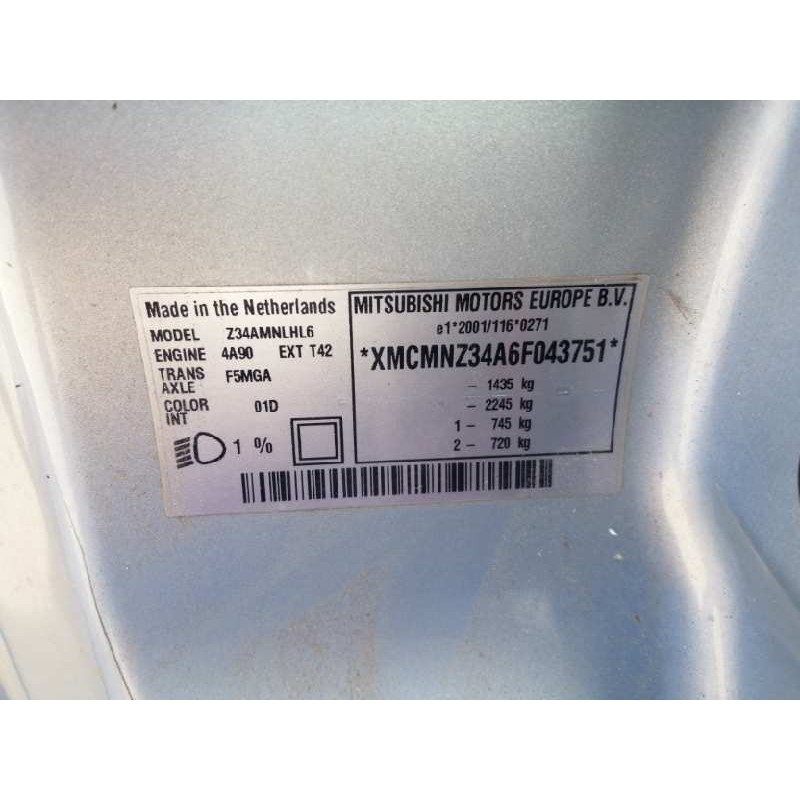 Made in the Netherlands
MODEL Z34AMNLHL6
ENGINE 4A90 EXT T42
TRANS AXLE F5MGA
COLOR INT 01D
1 %
MITSUBISHI MOTORS EUROPE B.V.
e1*2001/116*0271
*XMCMNZ34A6F043751*
– 1435 kg
– 2245 kg
1 – 745 kg
2 – 720 kg